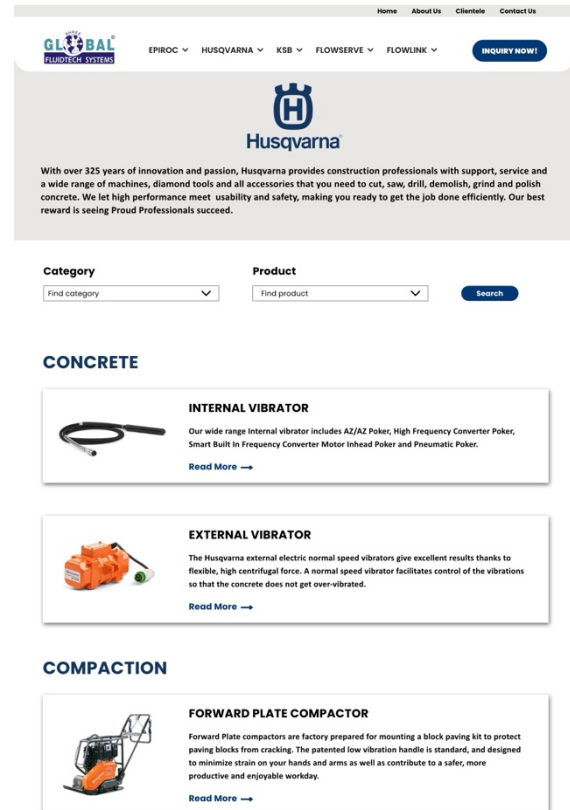 Home About Us Clientele Contact Us
GLOBAL
FLUIDTECH SYSTEMS
EPIROC HUSQVARNA KSB FLOWSERVE FLOWLINK
INQUIRY NOW!
Husqvarna
With over 325 years of innovation and passion, Husqvarna provides construction professionals with support, service and
a wide range of machines, diamond tools and all accessories that you need to cut, saw, drill, demolish, grind and polish
concrete. We let high performance meet usability and safety, making you ready to get the job done efficiently. Our best
reward is seeing Proud Professionals succeed.
Category Product
Find category Find product Search
CONCRETE
INTERNAL VIBRATOR
Our wide range Internal vibrator includes AZ/AZ Poker, High Frequency Converter Poker,
Smart Built In Frequency Converter Motor Inhead Poker and Pneumatic Poker.
Read More
EXTERNAL VIBRATOR
The Husqvarna external electric normal speed vibrators give excellent results thanks to
flexible, high centrifugal force. A normal speed vibrator facilitates control of the vibrations
so that the concrete does not get over-vibrated.
Read More
COMPACTION
FORWARD PLATE COMPACTOR
Forward Plate compactors are factory prepared for mounting a block paving kit to protect
paving blocks from cracking. The patented low vibration handle is standard, and designed
to minimize strain on your hands and arms as well as contribute to a safer, more
productive and enjoyable workday.
Read More